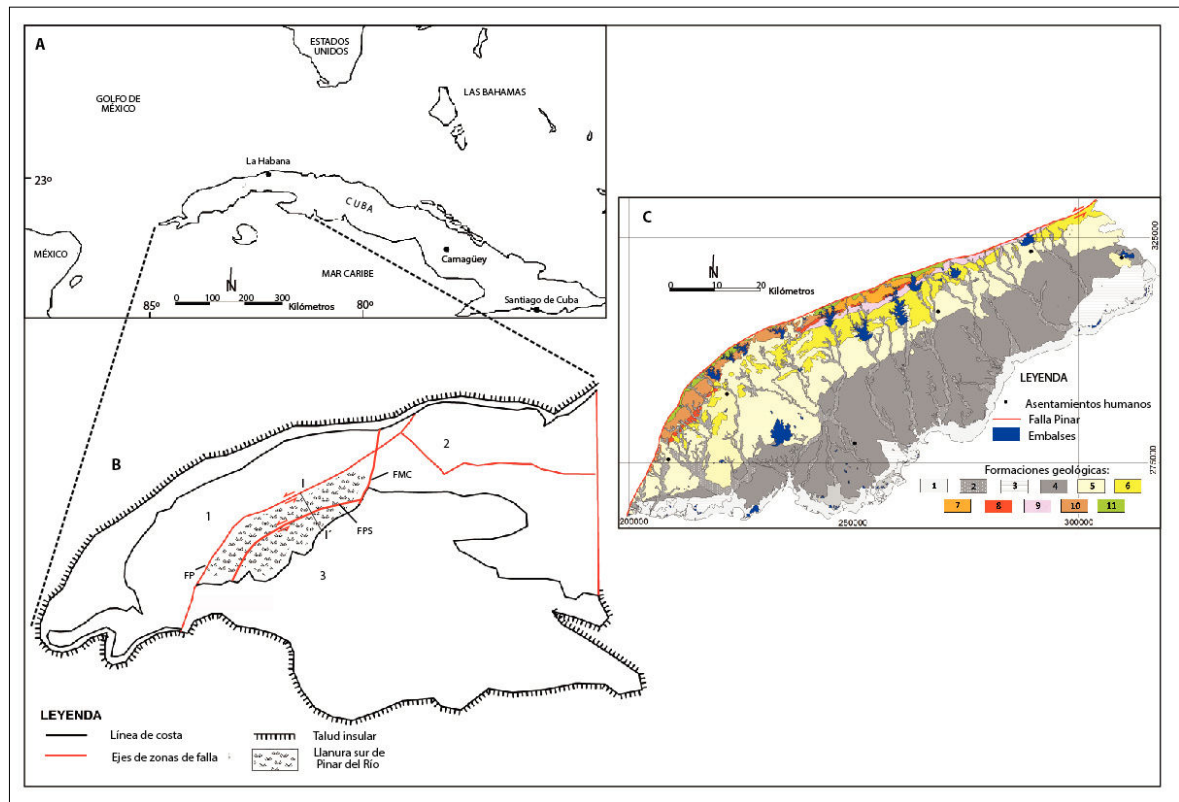 A
ESTADOS
UNIDOS
GOLFO DE
MÉXICO
LAS BAHAMAS
La Habana
23º
CUBA
MÉXICO
Camagüey
MAR CARIBE
N
0 100 200 300
Kilómetros
Santiago de Cuba
85º
80º
B
2
FMC
I
1
FPS
I'
FP
3
LEYENDA
Línea de costa
Talud insular
Ejes de zonas de falla
Llanura sur de
Pinar del Río
C
325000
N
0 10 20
Kilómetros
LEYENDA
Asentamientos humanos
Falla Pinar
Embalses
275000
Formaciones geológicas:
1 2 3 4 5 6
7 8 9 10 11
200000 250000 300000